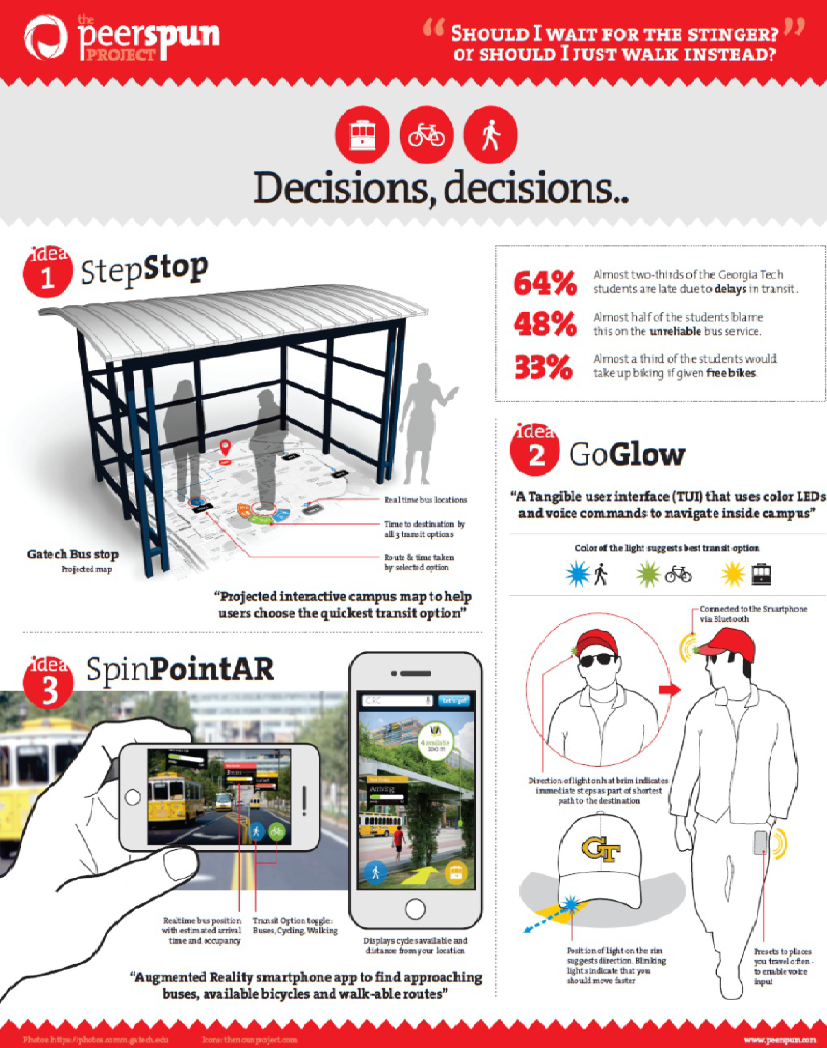 the
peerspun
PROJECT
“SHOULD I WAIT FOR THE STINGER?”
OR SHOULD I JUST WALK INSTEAD?
Decisions, decisions..
idea
1
StepStop
64%
Almost two-thirds of the Georgia Tech
students are late due to delays in transit.
48%
Almost half of the students blame
this on the unreliable bus service.
33%
Almost a third of the students would
take up biking if given free bikes.
Real time bus locations
Time to destination by
all 3 transit options
Route & time taken
by selected option
Gatech Bus stop
Projected map
“Projected interactive campus map to help
users choose the quickest transit option”
idea
2
GoGlow
“A Tangible user interface (TUI) that uses color LEDs
and voice commands to navigate inside campus”
Color of the light suggests best transit option
Connected to the Smartphone
via Bluetooth
Direction of light on hat brim indicates
immediate steps as part of shortest
path to the destination
GT
Position of light on the rim
suggests direction. Blinking
lights indicate that you
should move faster
Presets to places
you travel often -
to enable voice
input
idea
3
SpinPointAR
CRC
Let's go!
4 available
Arriving
Realtime bus position
with estimated arrival
time and occupancy
Transit Option toggle:
Buses, Cycling, Walking
Displays cycles available and
distance from your location
“Augmented Reality smartphone app to find approaching
buses, available bicycles and walk-able routes”
Photos: https://photos.comm.gatech.edu
Icons: thenounproject.com
www.peerspun.com